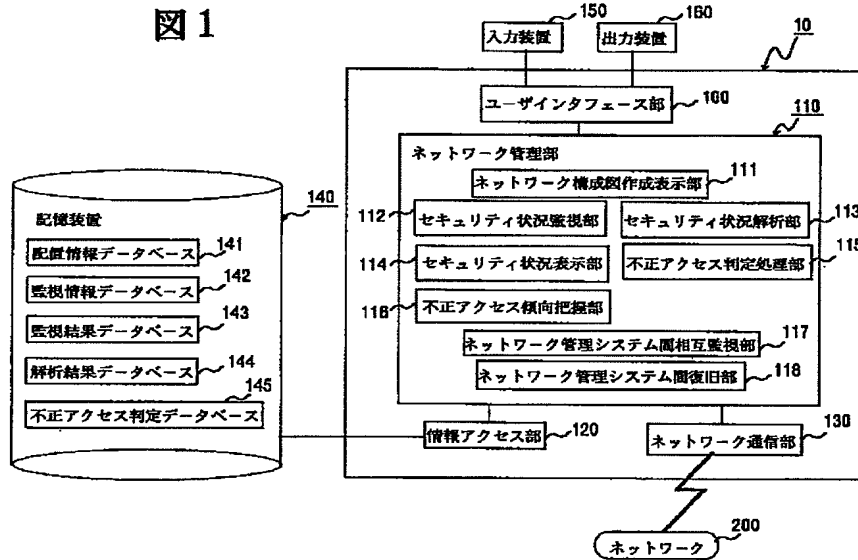 図1
150
160
入力装置
出力装置
10
ユーザインタフェース部
100
110
ネットワーク管理部
ネットワーク構成図作成表示部
111
112
セキュリティ状況監視部
セキュリティ状況解析部
113
114
セキュリティ状況表示部
不正アクセス判定処理部
115
116
不正アクセス傾向把握部
ネットワーク管理システム間相互監視部
117
ネットワーク管理システム間復旧部
118
記憶装置
140
配置情報データベース
141
監視情報データベース
142
監視結果データベース
143
解析結果データベース
144
不正アクセス判定データベース
145
情報アクセス部
120
ネットワーク通信部
130
ネットワーク
200